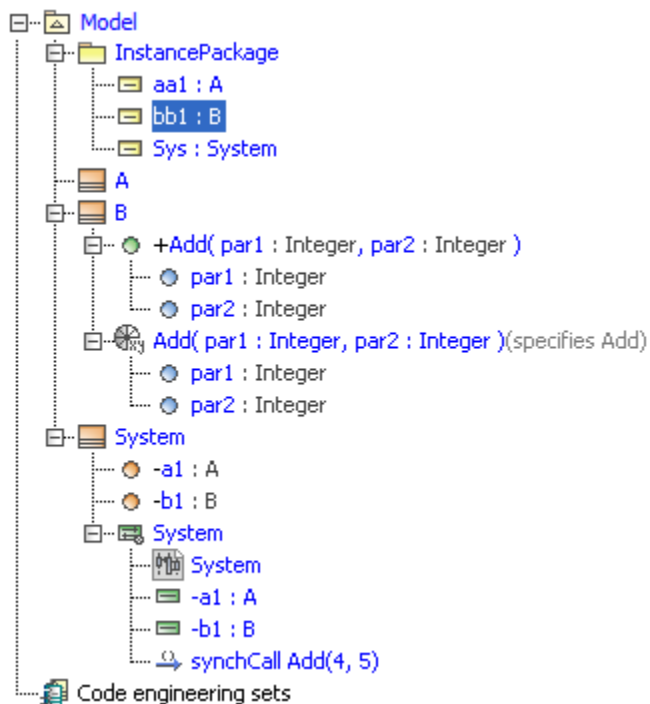 Model
InstancePackage
aa1 : A
bb1 : B
Sys : System
A
B
+Add( par1 : Integer, par2 : Integer )
par1 : Integer
par2 : Integer
Add( par1 : Integer, par2 : Integer )(specifies Add)
par1 : Integer
par2 : Integer
System
-a1 : A
-b1 : B
System
System
-a1 : A
-b1 : B
synchCall Add(4, 5)
Code engineering sets